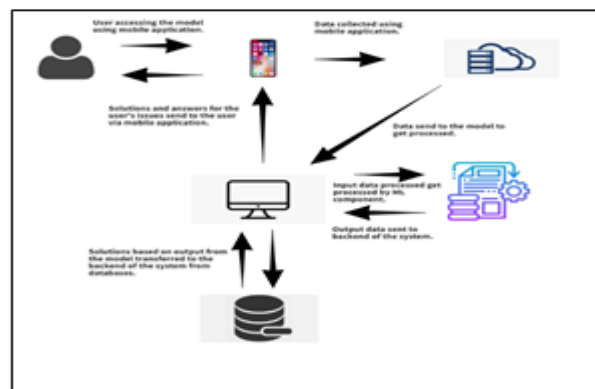 User accessing the model
using mobile application.
Data collected using
mobile application.
Solutions and answers for the
user"s issues send to the user
via mobile application.
Data send to the model to
get processed.
Input data processed get
processed by ML
component.
Output data sent to
backend of the system.
Solutions based on output from
the model transferred to the
backend of the system from
databases.